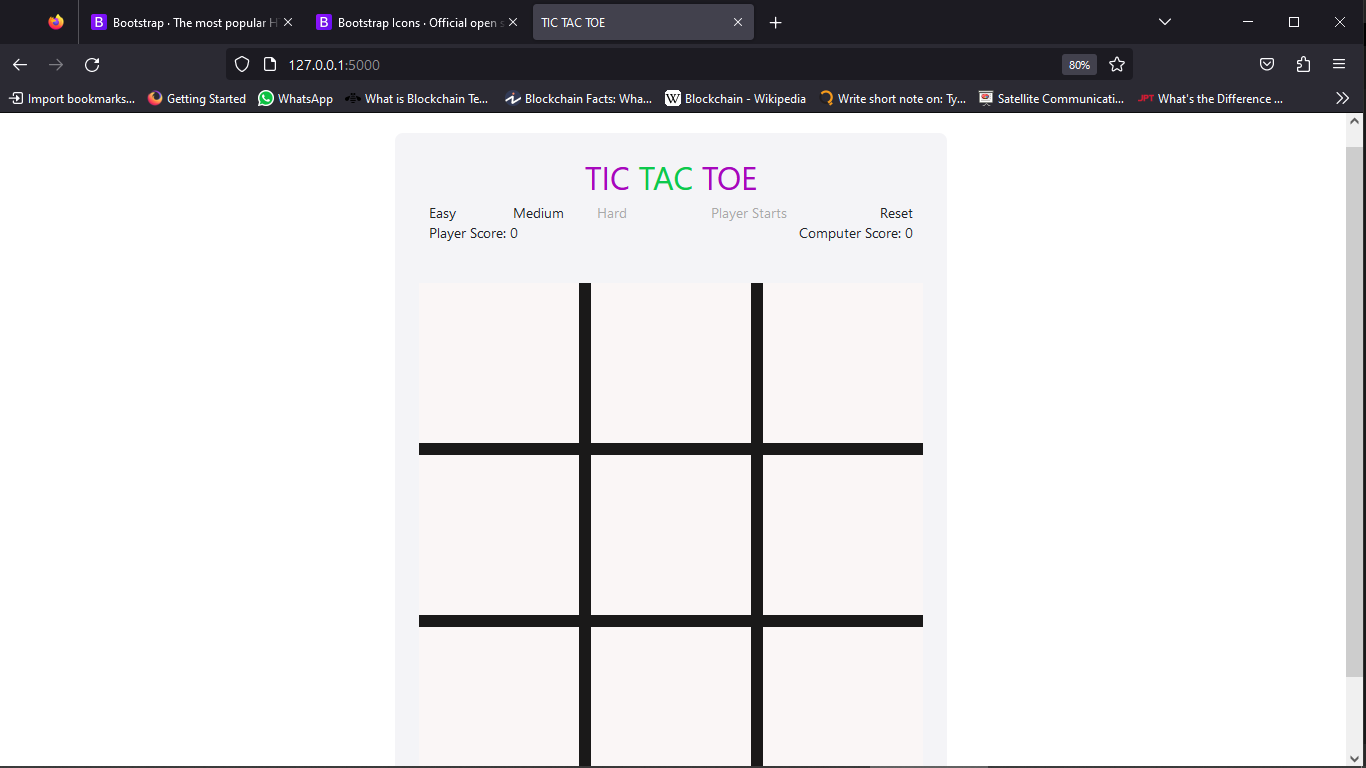 Bootstrap · The most popular H
Bootstrap Icons · Official open s
TIC TAC TOE
127.0.0.1:5000
80%
Import bookmarks...
Getting Started
WhatsApp
What is Blockchain Te...
Blockchain Facts: Wha...
Blockchain - Wikipedia
Write short note on: Ty...
Satellite Communicati...
JPT
What's the Difference ...
TIC TAC TOE
Easy Medium Hard Player Starts Reset
Player Score: 0 Computer Score: 0